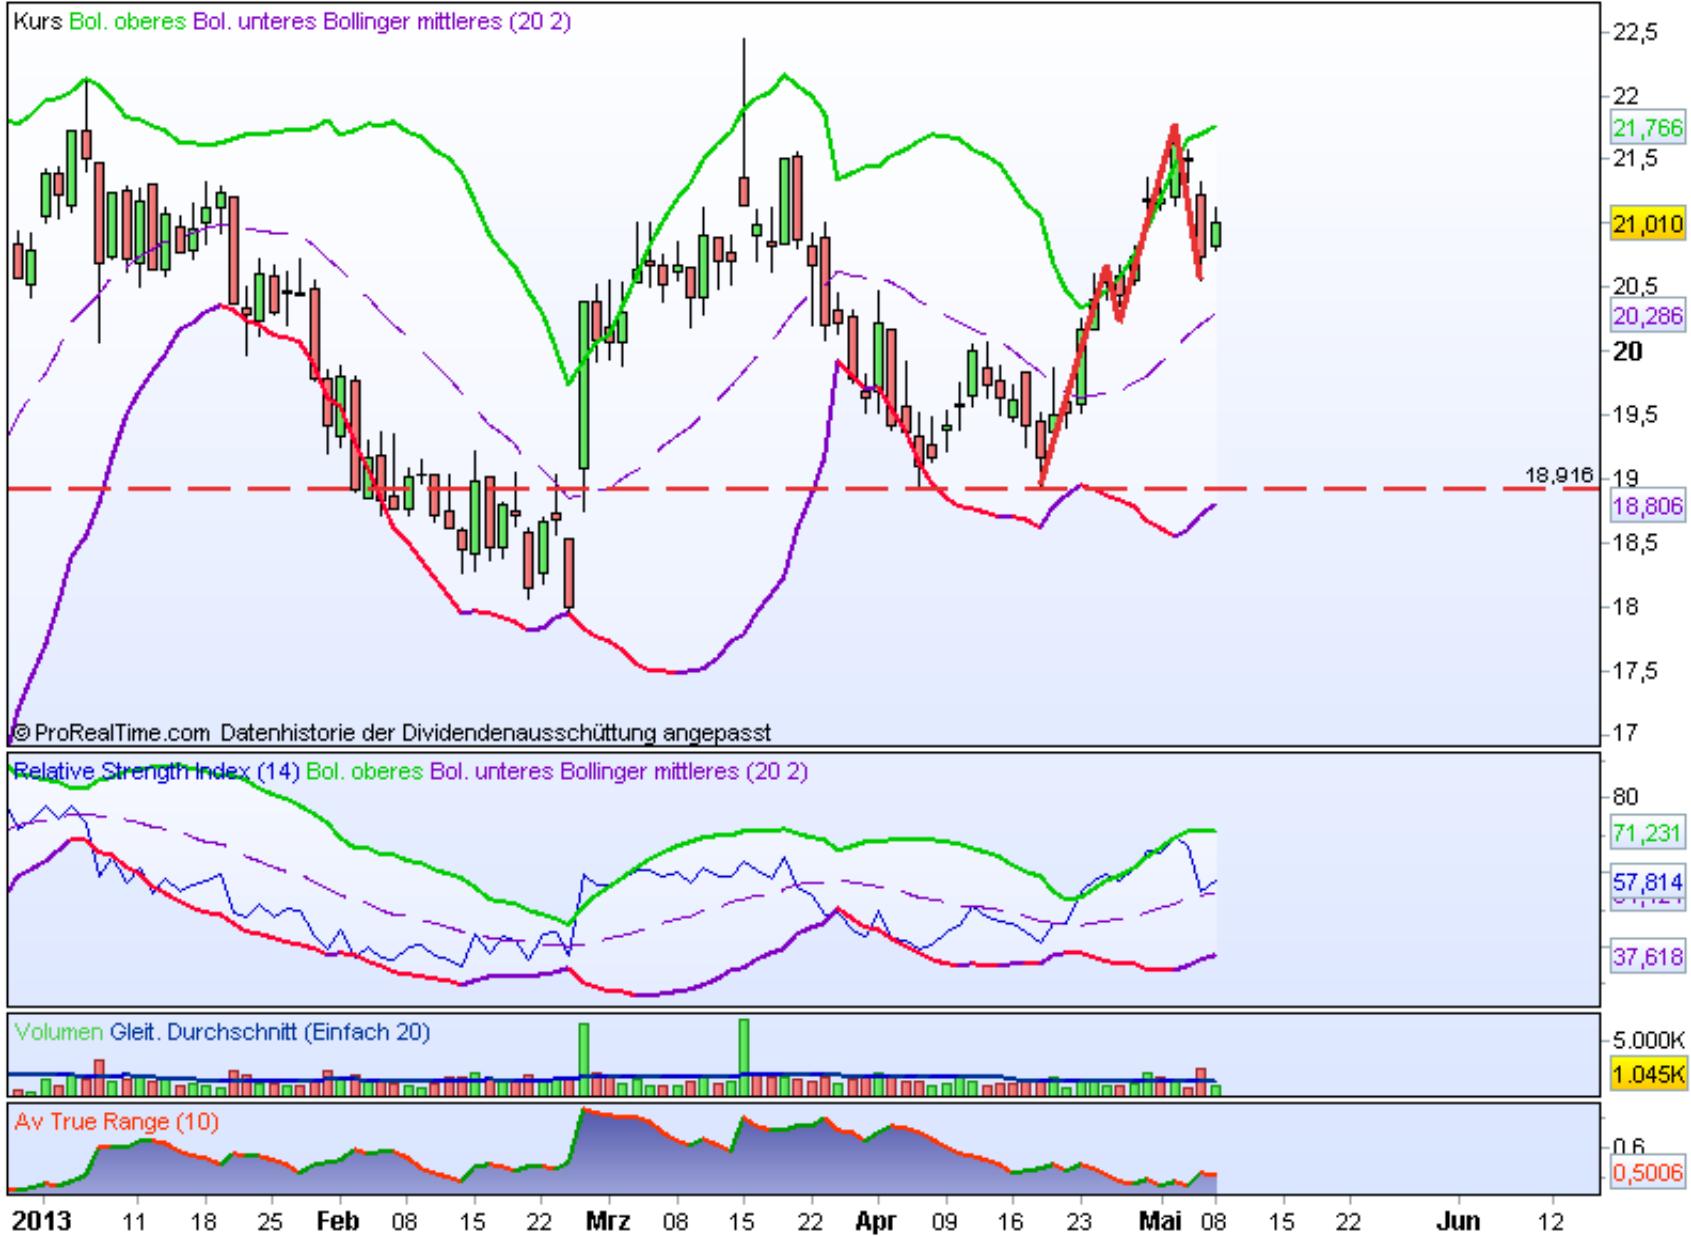 Kurs Bol. oberes Bol. unteres Bollinger mittleres (20 2)
22,5
22
21,766
21,5
21,010
20,5
20,286
20
19,5
18,916
19
18,806
18,5
18
17,5
17
© ProRealTime.com Datenhistorie der Dividendenausschüttung angepasst
Relative Strength Index (14) Bol. oberes Bol. unteres Bollinger mittleres (20 2)
80
71,231
57,814
37,618
Volumen Gleit. Durchschnitt (Einfach 20)
5.000K
1.045K
Av True Range (10)
0,6
0,5006
2013 11 18 25 Feb 08 15 22 Mrz 08 15 22 Apr 09 16 23 Mai 08 15 22 Jun 12